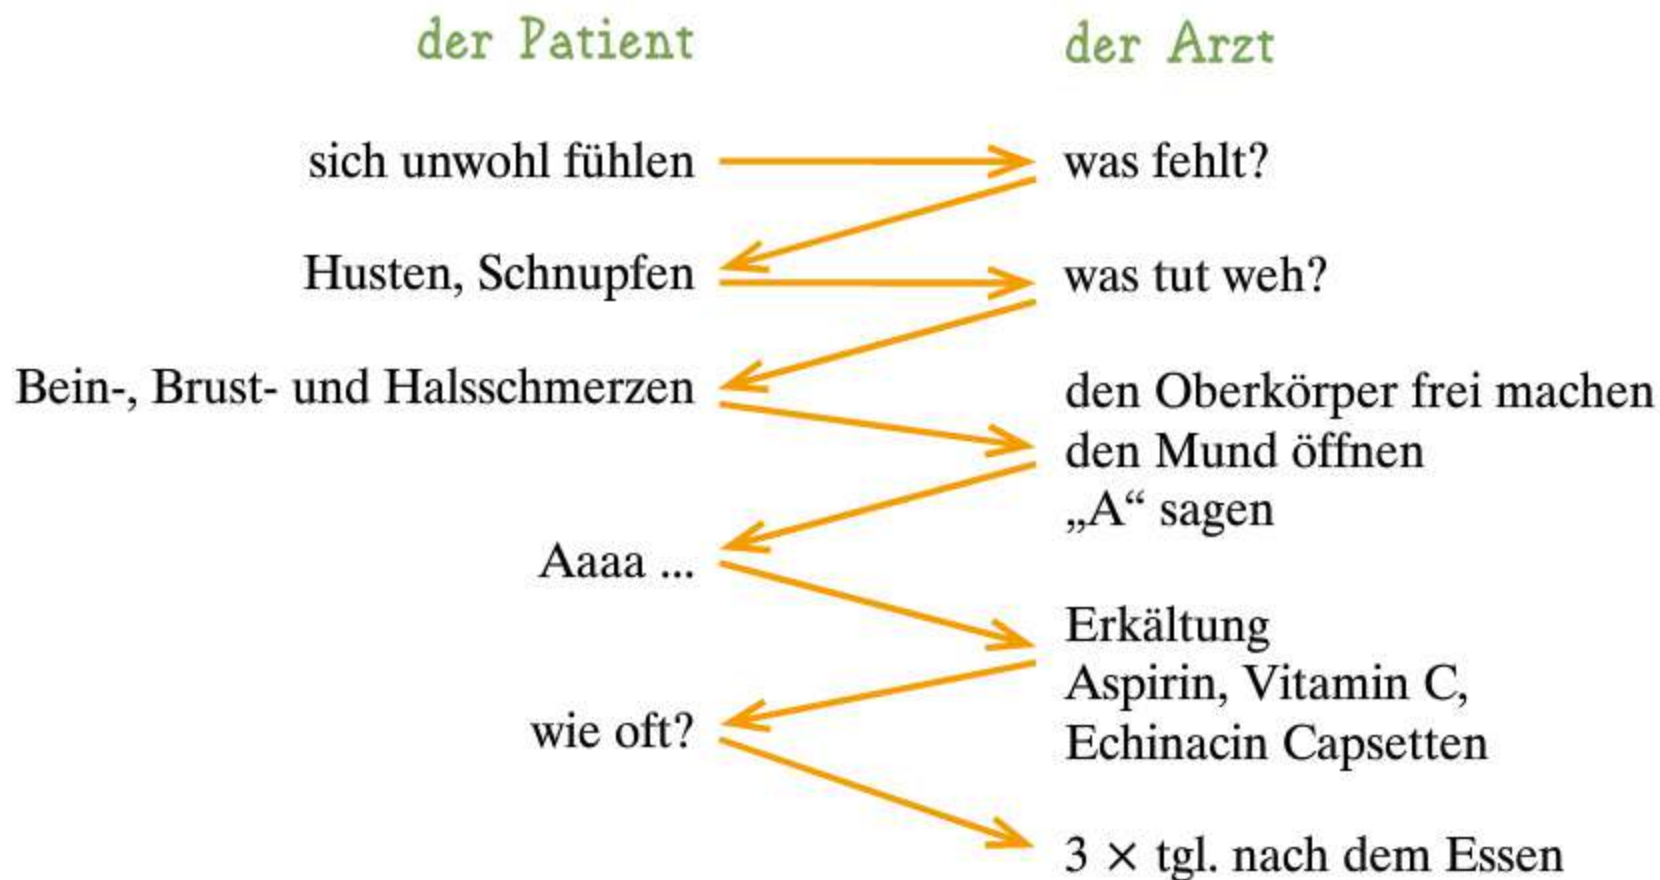 der Patient
der Arzt
sich unwohl fühlen
was fehlt?
Husten, Schnupfen
was tut weh?
Bein-, Brust- und Halsschmerzen
den Oberkörper frei machen
den Mund öffnen
„A“ sagen
Aaaa ...
Erkältung
Aspirin, Vitamin C,
Echinacin Capsetten
wie oft?
3 × tgl. nach dem Essen